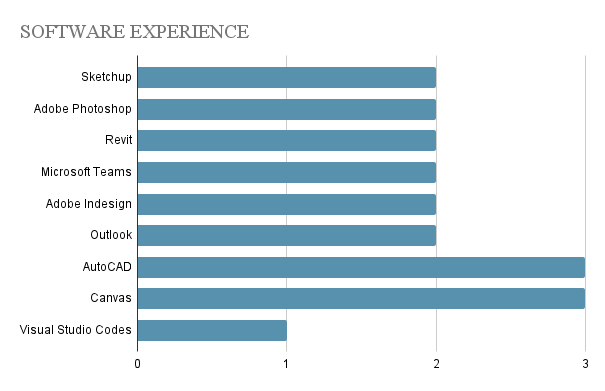 SOFTWARE EXPERIENCE
Sketchup
Adobe Photoshop
Revit
Microsoft Teams
Adobe Indesign
Outlook
AutoCAD
Canvas
Visual Studio Codes
0 1 2 3